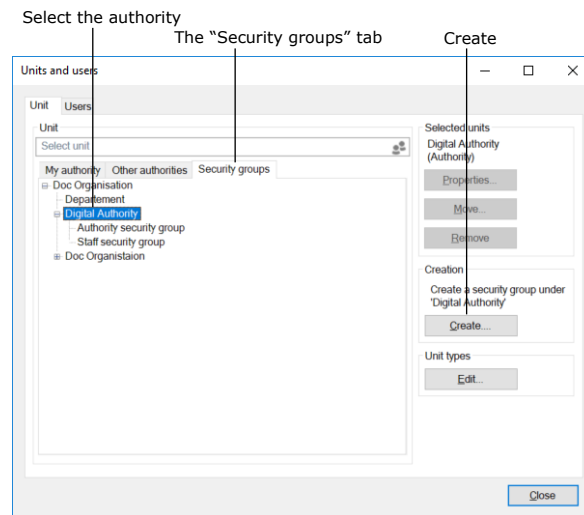 Select the authority
The “Security groups” tab
Create
Units and users
Unit
Users
Unit
Select unit
My authority
Other authorities
Security groups
Doc Organisation
Departement
Digital Authority
Authority security group
Staff security group
Doc Organistaion
Selected units
Digital Authority
(Authority)
Properties...
Move...
Remove
Creation
Create a security group under
'Digital Authority'
Create....
Unit types
Edit...
Close